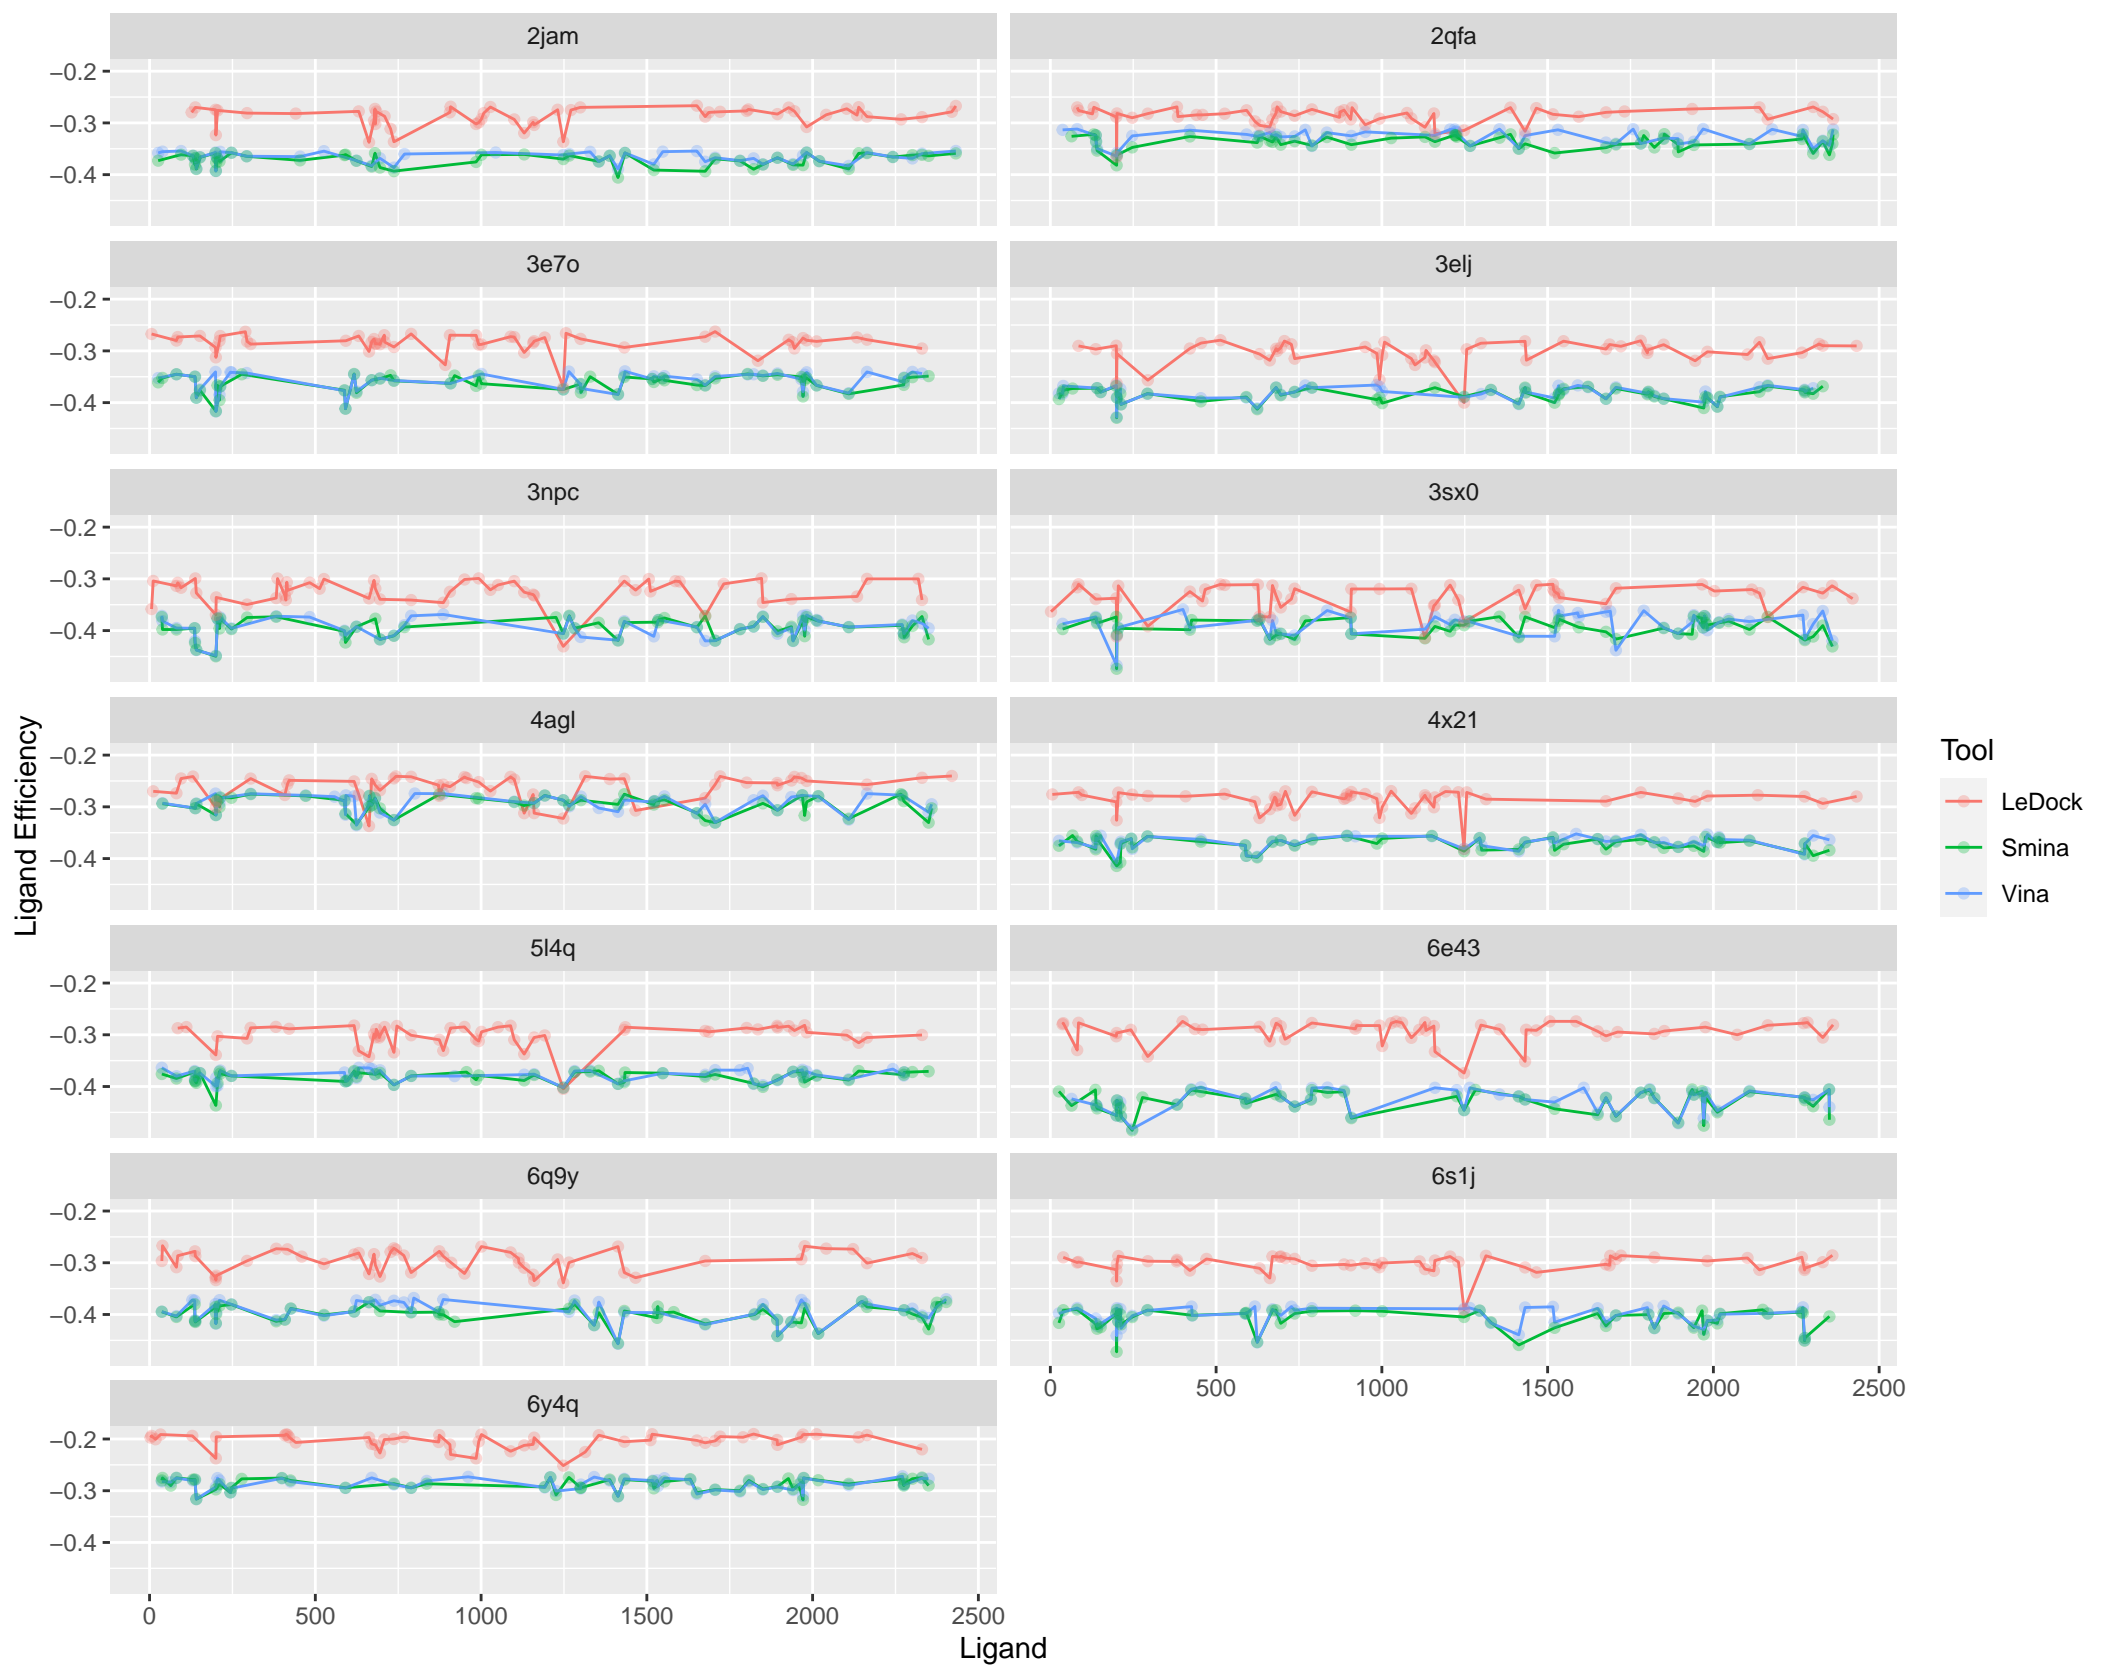 2jam
2qfa
−0.2
−0.3
−0.4
3e7o
3elj
−0.2
−0.3
−0.4
3npc
3sx0
−0.2
−0.3
−0.4
4agl
4x21
−0.2
−0.3
−0.4
5l4q
6e43
−0.2
−0.3
−0.4
6q9y
6s1j
−0.2
−0.3
−0.4
0 500 1000 1500 2000 2500
6y4q
−0.2
−0.3
−0.4
0 500 1000 1500 2000 2500
Ligand
Ligand Efficiency
Tool
LeDock
Smina
Vina